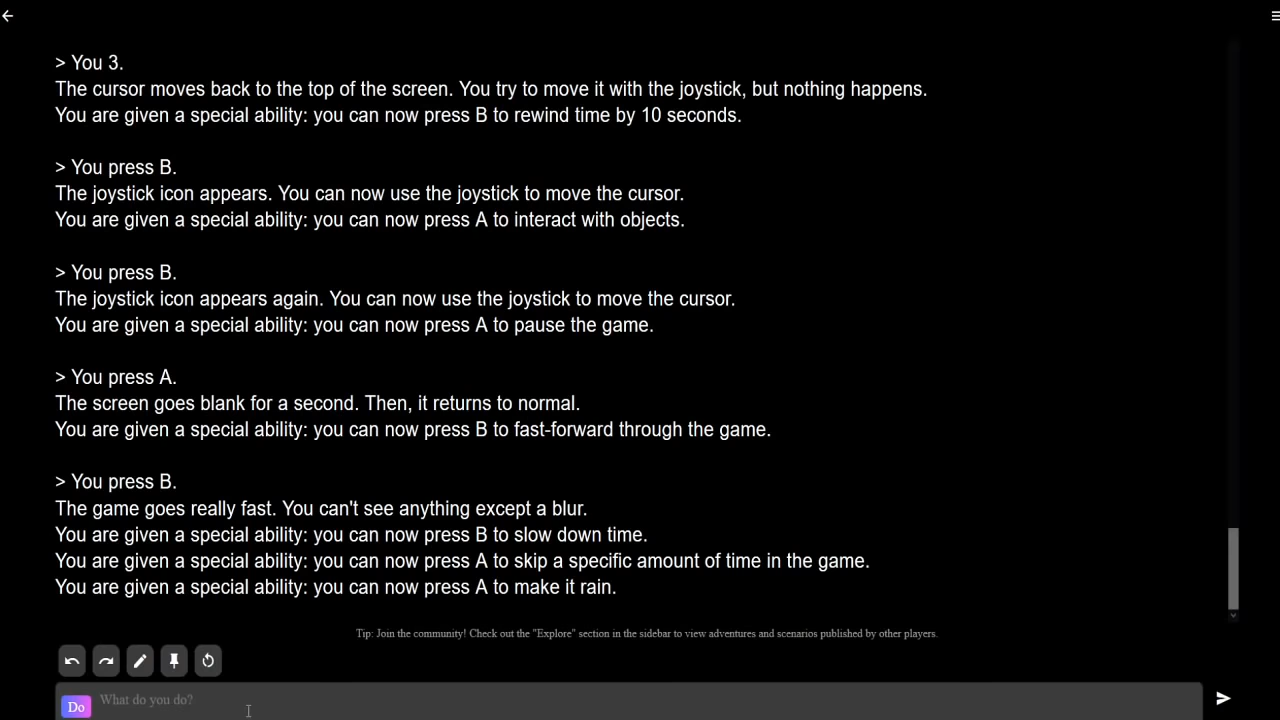 > You 3.
The cursor moves back to the top of the screen. You try to move it with the joystick, but nothing happens.
You are given a special ability: you can now press B to rewind time by 10 seconds.
> You press B.
The joystick icon appears. You can now use the joystick to move the cursor.
You are given a special ability: you can now press A to interact with objects.
> You press B.
The joystick icon appears again. You can now use the joystick to move the cursor.
You are given a special ability: you can now press A to pause the game.
> You press A.
The screen goes blank for a second. Then, it returns to normal.
You are given a special ability: you can now press B to fast-forward through the game.
> You press B.
The game goes really fast. You can't see anything except a blur.
You are given a special ability: you can now press B to slow down time.
You are given a special ability: you can now press A to skip a specific amount of time in the game.
You are given a special ability: you can now press A to make it rain.
Tip: Join the community! Check out the "Explore" section in the sidebar to view adventures and scenarios published by other players.
Do What do you do?